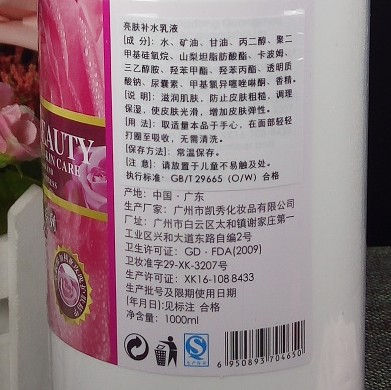 亮肤补水乳液
[成 分]：水、矿油、甘油、丙二醇、聚二
甲基硅氧烷、山梨坦脂肪酸酯、卡波姆、
三乙醇胺、羟苯甲酯、羟苯丙酯、透明质
酸钠、尿囊素、甲基氯异噻唑啉酮、香精。
[说 明]：滋润肌肤，防止皮肤粗糙，调理
保湿，使皮肤光滑，增加皮肤弹性。
[用 法]：取适量本品于手心，在面部轻轻
打圈至吸收，无需清洗。
[保存方法]：常温保存。
[注 意]：请放置于儿童不易触及处。
执行标准：GB/T 29665 (O/W) 合格
产地：中国·广东
生产厂家：广州市凯秀化妆品有限公司
厂址：广州市白云区太和镇谢家庄第一
工业区兴和大道东路自编2号
卫生许可证：GD·FDA(2009)
卫妆准字29-XK-3207号
生产许可证：XK16-108 8433
生产批号及限期使用日期
(年月日)见标注 合格
净含量：1000ml
EAUTY
KIN CARE
6 950893 704650